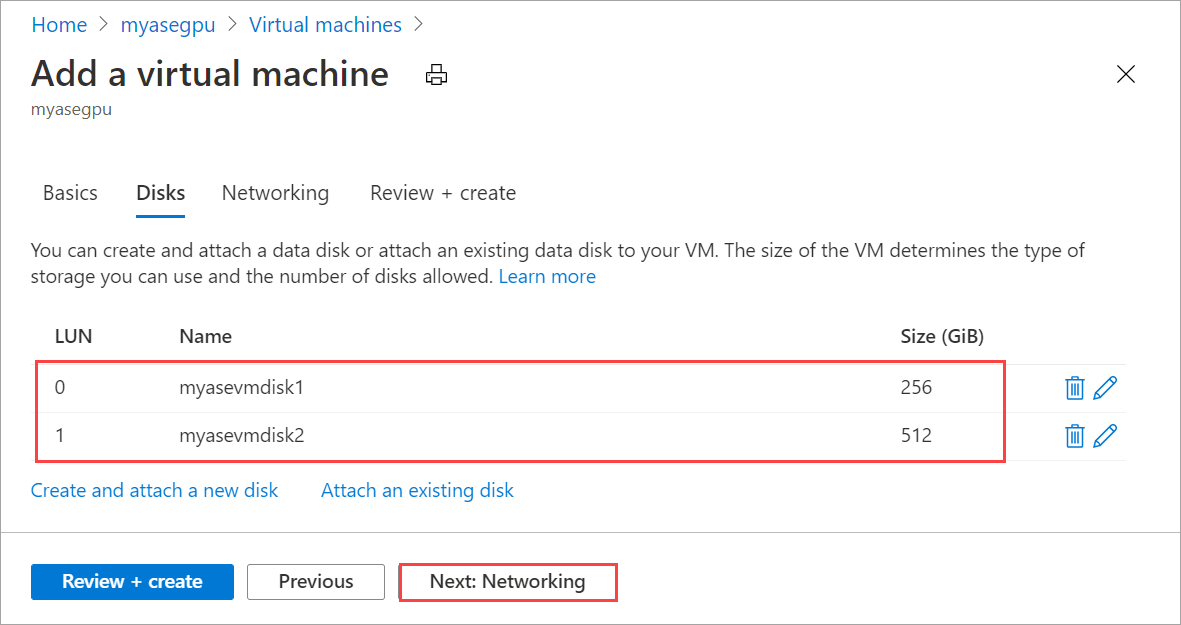 Home > myasegpu > Virtual machines >
Add a virtual machine
myasegpu
Basics Disks Networking Review + create
You can create and attach a data disk or attach an existing data disk to your VM. The size of the VM determines the type of
storage you can use and the number of disks allowed. Learn more
LUN Name Size (GiB)
0 myasevmdisk1 256
1 myasevmdisk2 512
Create and attach a new disk Attach an existing disk
Review + create Previous Next: Networking